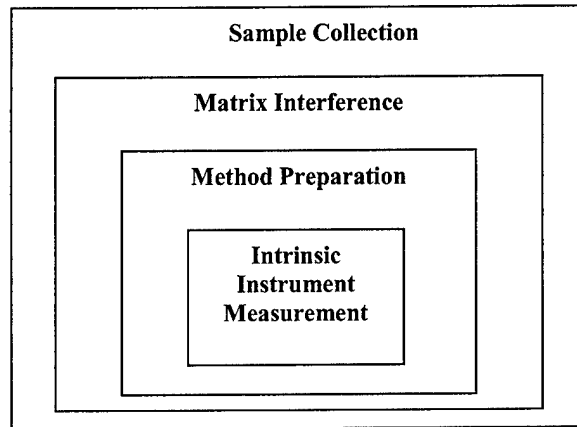 Sample Collection
Matrix Interference
Method Preparation
Intrinsic
Instrument
Measurement